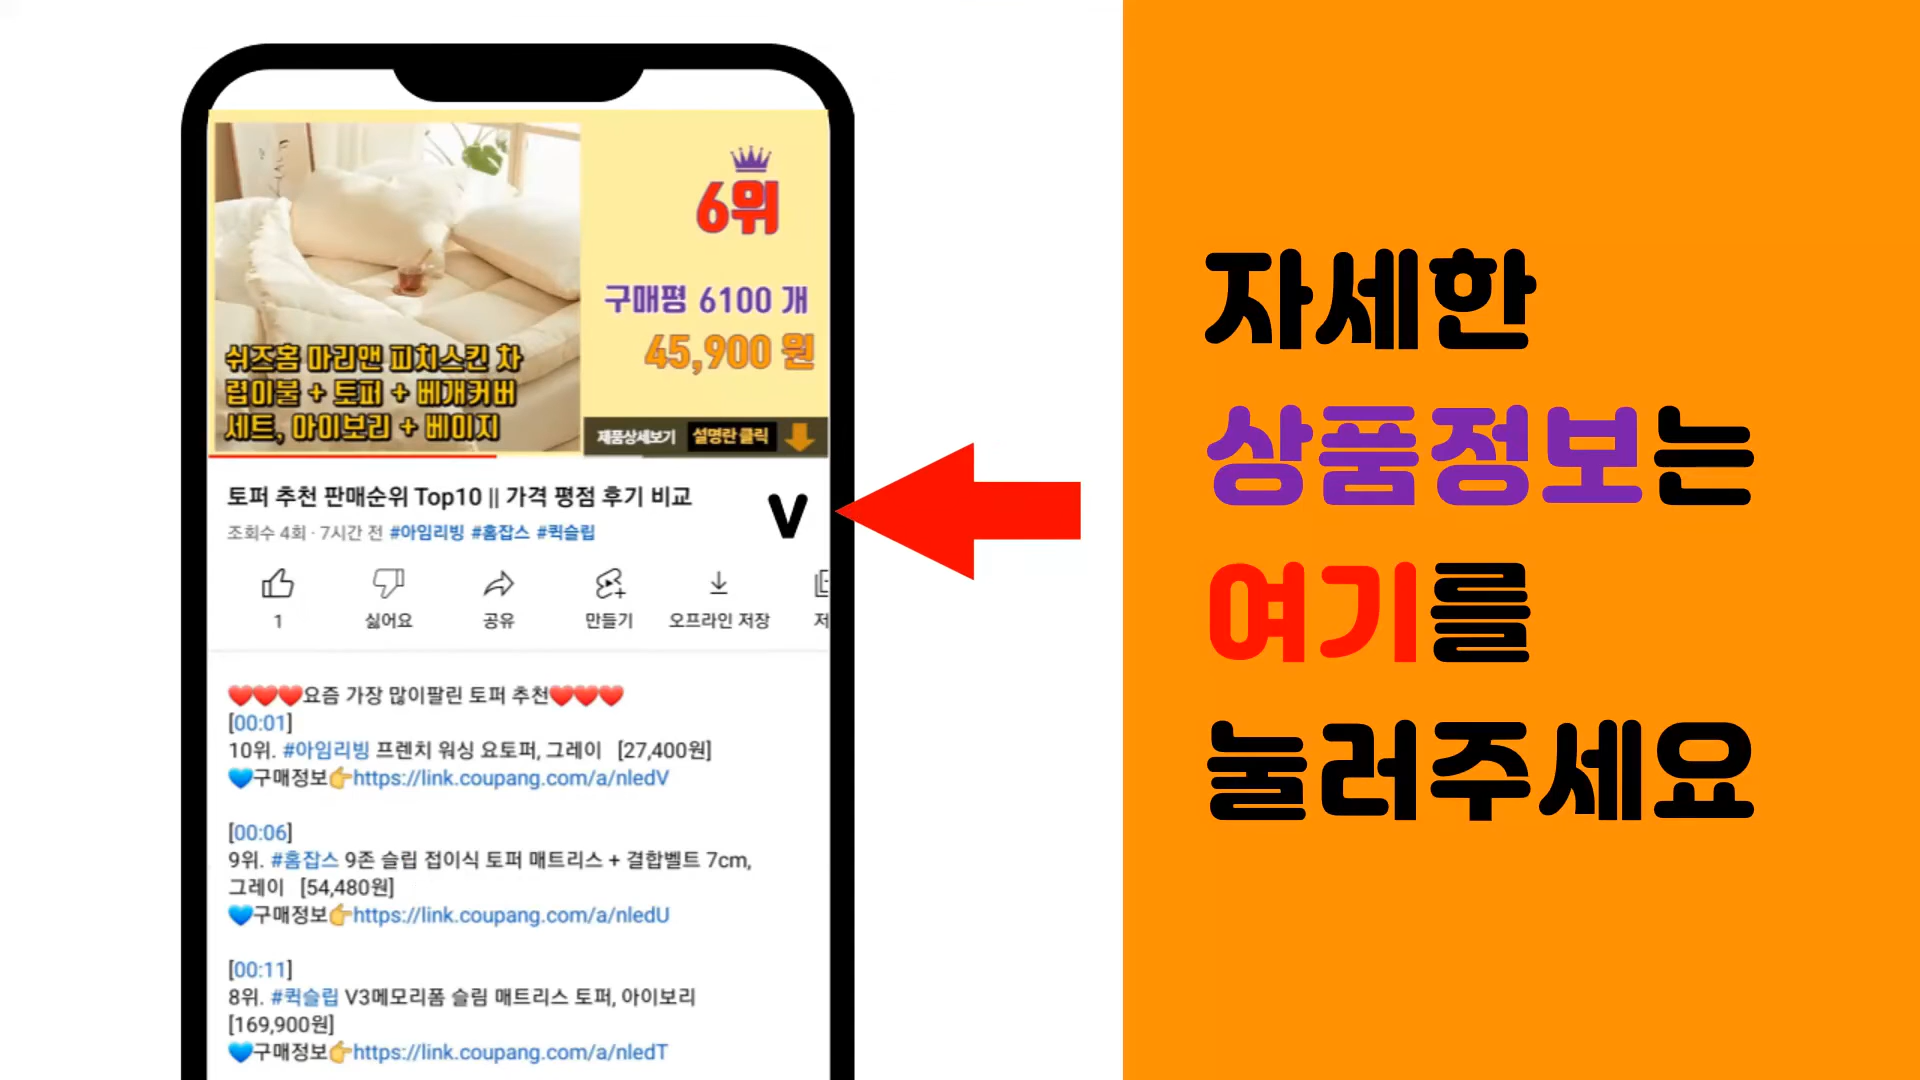 6위
구매평 6100 개
45,900 원
쉬즈홈 마리앤 피치스킨 차
렵이불 + 토퍼 + 베개커버
세트, 아이보리 + 베이지
제품상세보기 설명란 클릭
토퍼 추천 판매순위 Top10 || 가격 평점 후기 비교
V
조회수 4회 · 7시간 전 #아임리빙 #홈잡스 #퀵슬립
1 싫어요 공유 만들기 오프라인 저장 저
❤️❤️❤️요즘 가장 많이팔린 토퍼 추천❤️❤️❤️
[00:01]
10위. #아임리빙 프렌치 워싱 요토퍼, 그레이 [27,400원]
💙구매정보👉https://link.coupang.com/a/nledV
[00:06]
9위. #홈잡스 9존 슬립 접이식 토퍼 매트리스 + 결합벨트 7cm,
그레이 [54,480원]
💙구매정보👉https://link.coupang.com/a/nledU
[00:11]
8위. #퀵슬립 V3메모리폼 슬림 매트리스 토퍼, 아이보리
[169,900원]
💙구매정보👉https://link.coupang.com/a/nledT
자세한
상품정보는
여기를
눌러주세요